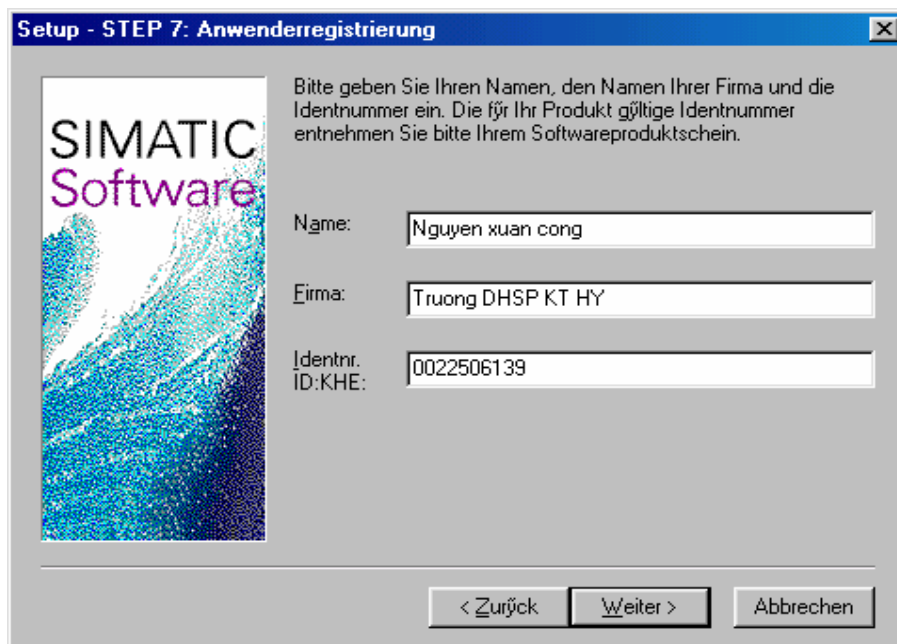 Setup - STEP 7: Anwenderregistrierung
SIMATIC
Software
Bitte geben Sie Ihren Namen, den Namen Ihrer Firma und die
Identnummer ein. Die fÿr Ihr Produkt gÿltige Identnummer
entnehmen Sie bitte Ihrem Softwareproduktschein.
Name:
Nguyen xuan cong
Firma:
Truong DHSP KT HY
Identnr.
ID:KHE:
0022506139
< Zurÿck
Weiter >
Abbrechen